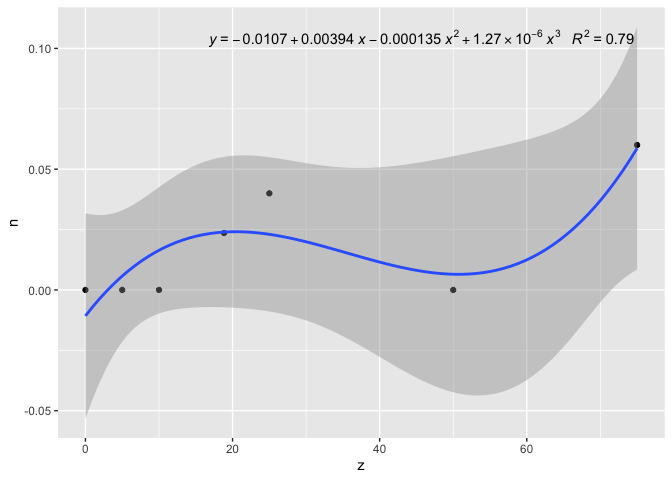 y = −0.0107 + 0.00394 x − 0.000135 x² + 1.27 × 10⁻⁶ x³   R² = 0.79
0.10
0.05
0.00
-0.05
n
0 20 40 60
z